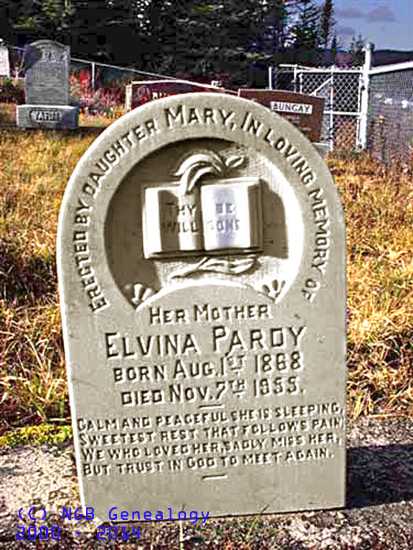 BUNGAY
ERECTED BY DAUGHTER MARY, IN LOVING MEMORY OF
THY BE
WILL DONE
HER MOTHER
ELVINA PARDY
BORN AUG. 1ST 1868
DIED NOV. 7TH 1955.
CALM AND PEACEFUL SHE IS SLEEPING,
SWEETEST REST THAT FOLLOWS PAIN,
WE WHO LOVED HER, SADLY MISS HER,
BUT TRUST IN GOD TO MEET AGAIN.
(C) NGB Genealogy
2000 - 2014